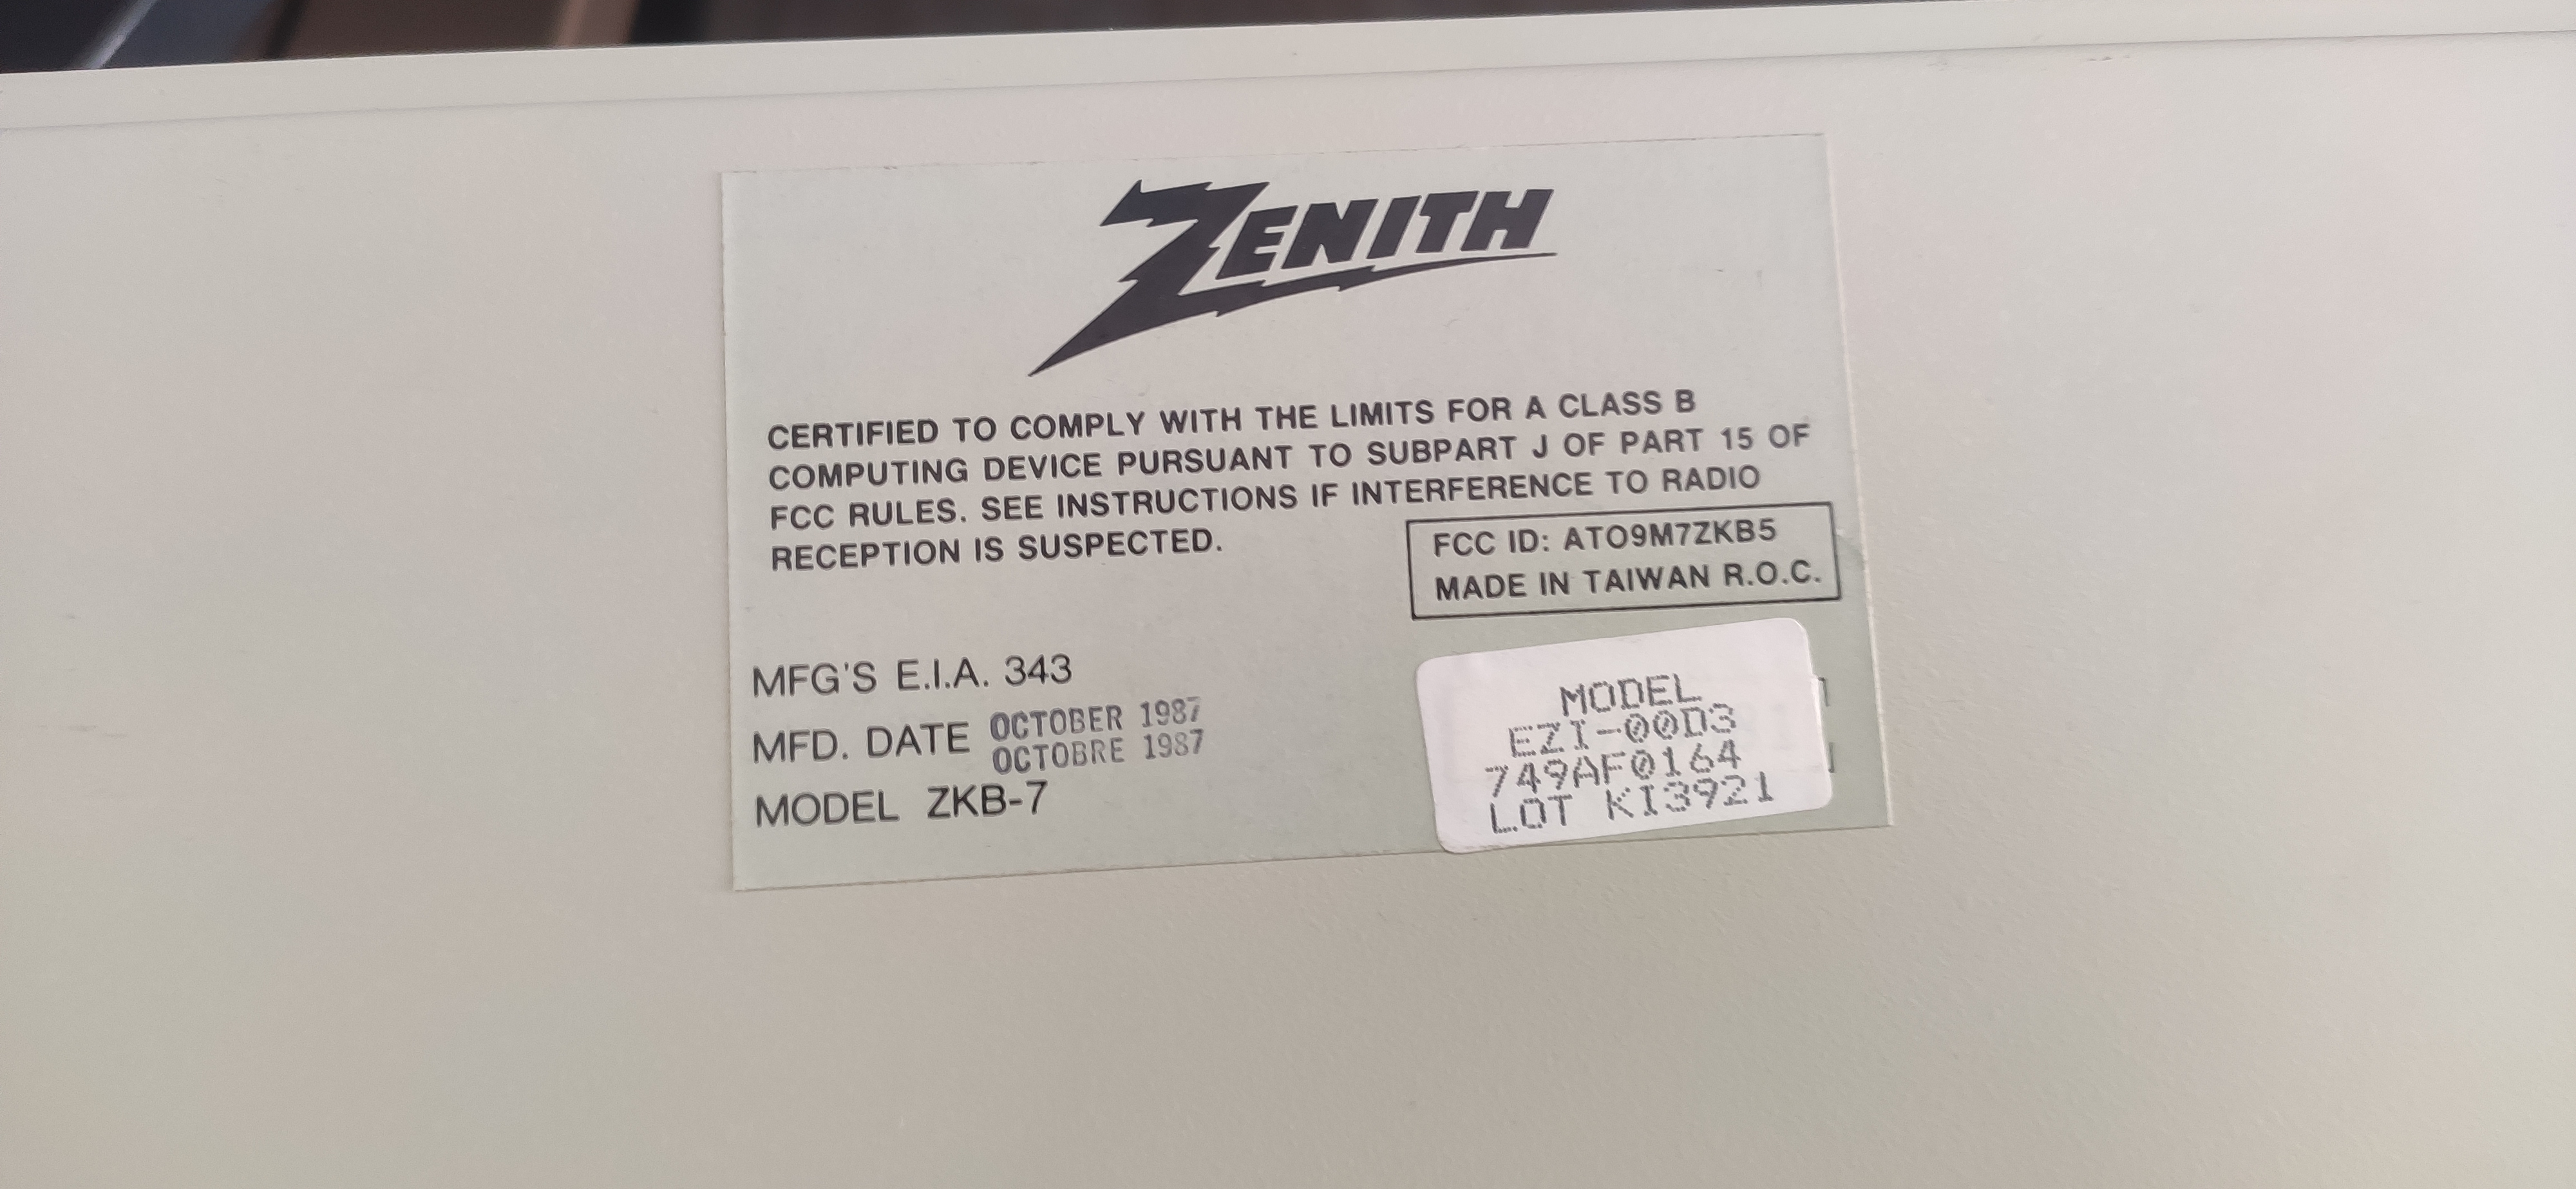 ZENITH
CERTIFIED TO COMPLY WITH THE LIMITS FOR A CLASS B
COMPUTING DEVICE PURSUANT TO SUBPART J OF PART 15 OF
FCC RULES. SEE INSTRUCTIONS IF INTERFERENCE TO RADIO
RECEPTION IS SUSPECTED.
FCC ID: ATO9M7ZKB5
MADE IN TAIWAN R.O.C.
MFG'S E.I.A. 343
MFD. DATE OCTOBER 1987
OCTOBRE 1987
MODEL ZKB-7
MODEL
EZI-00D3
749AF0164
LOT KI3921